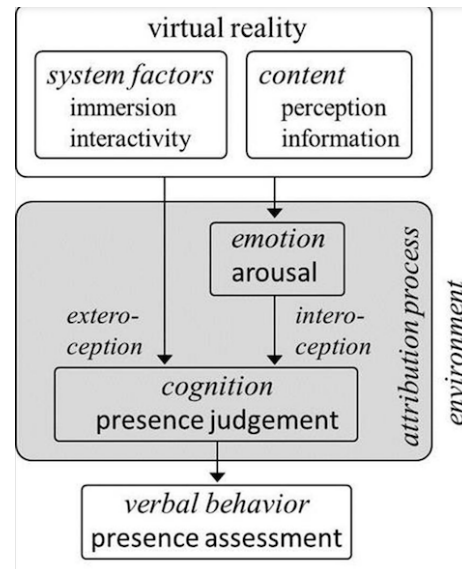 virtual reality
system factors
immersion
interactivity
content
perception
information
emotion
arousal
extero-
ception
intero-
ception
cognition
presence judgement
attribution process
environment
verbal behavior
presence assessment